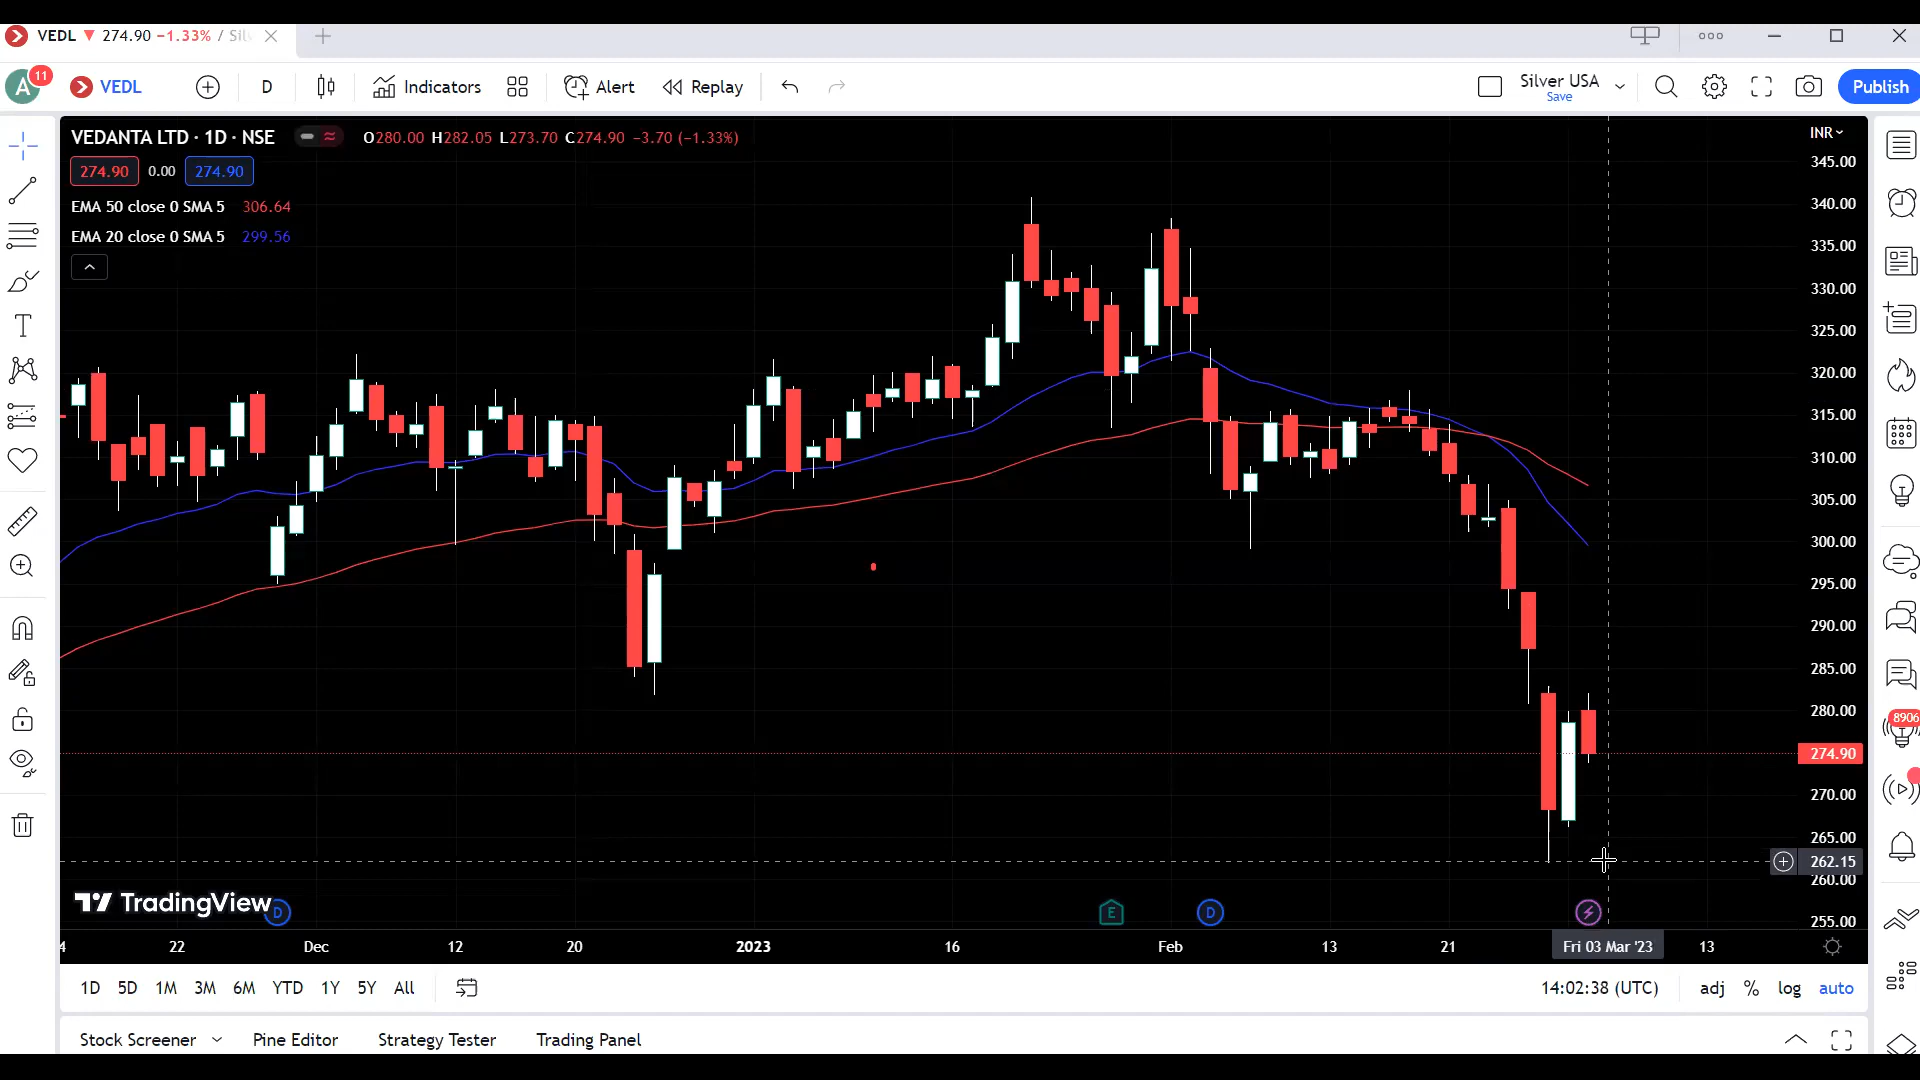 VEDL ▼ 274.90 −1.33% / Silv
A 11 VEDL D Indicators Alert Replay Silver USA Save Publish
VEDANTA LTD · 1D · NSE O280.00 H282.05 L273.70 C274.90 −3.70 (−1.33%)
274.90 0.00 274.90
EMA 50 close 0 SMA 5 306.64
EMA 20 close 0 SMA 5 299.56
INR
345.00
340.00
335.00
330.00
325.00
320.00
315.00
310.00
305.00
300.00
295.00
290.00
285.00
280.00
274.90
270.00
265.00
262.15
260.00
255.00
8906
TradingView D E D
4 22 Dec 12 20 2023 16 Feb 13 21 Fri 03 Mar '23 13
1D 5D 1M 3M 6M YTD 1Y 5Y All 14:02:38 (UTC) adj % log auto
Stock Screener Pine Editor Strategy Tester Trading Panel